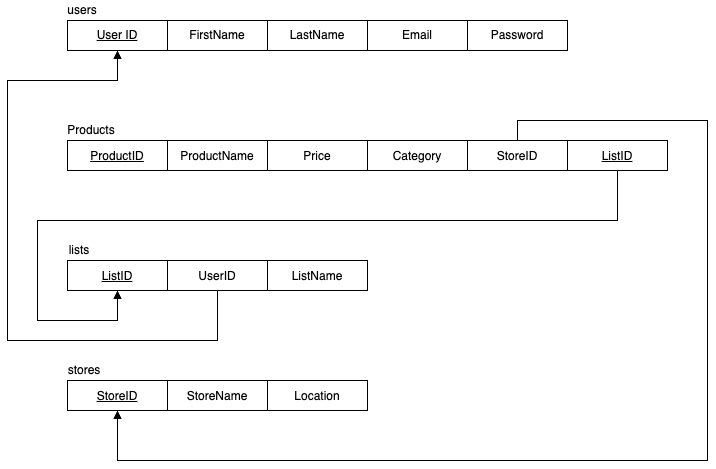 users
User ID FirstName LastName Email Password
Products
ProductID ProductName Price Category StoreID ListID
lists
ListID UserID ListName
stores
StoreID StoreName Location